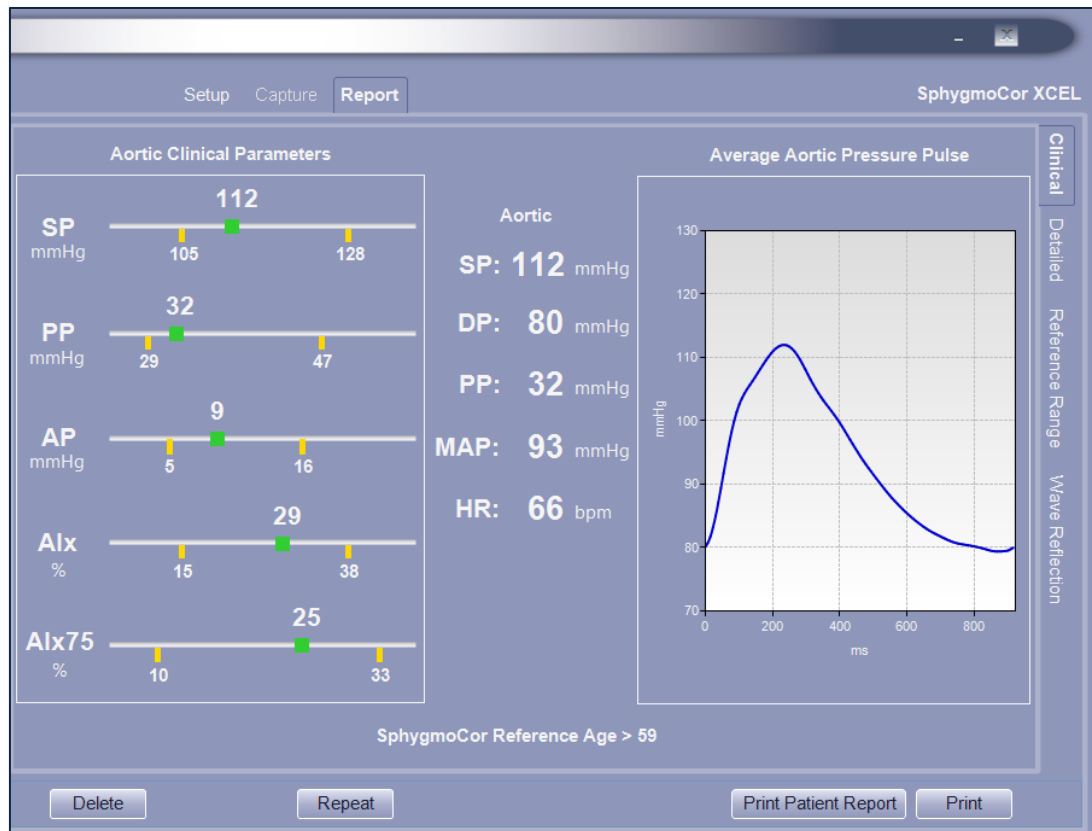 Setup Capture Report
SphygmoCor XCEL
Aortic Clinical Parameters
SP
mmHg
112
105 128
PP
mmHg
32
29 47
AP
mmHg
9
5 16
AIx
%
29
15 38
AIx75
%
25
10 33
Aortic
SP: 112 mmHg
DP: 80 mmHg
PP: 32 mmHg
MAP: 93 mmHg
HR: 66 bpm
Average Aortic Pressure Pulse
130
120
110
100
90
80
70
mmHg
0 200 400 600 800
ms
Clinical
Detailed
Reference Range
Wave Reflection
SphygmoCor Reference Age > 59
Delete Repeat Print Patient Report Print